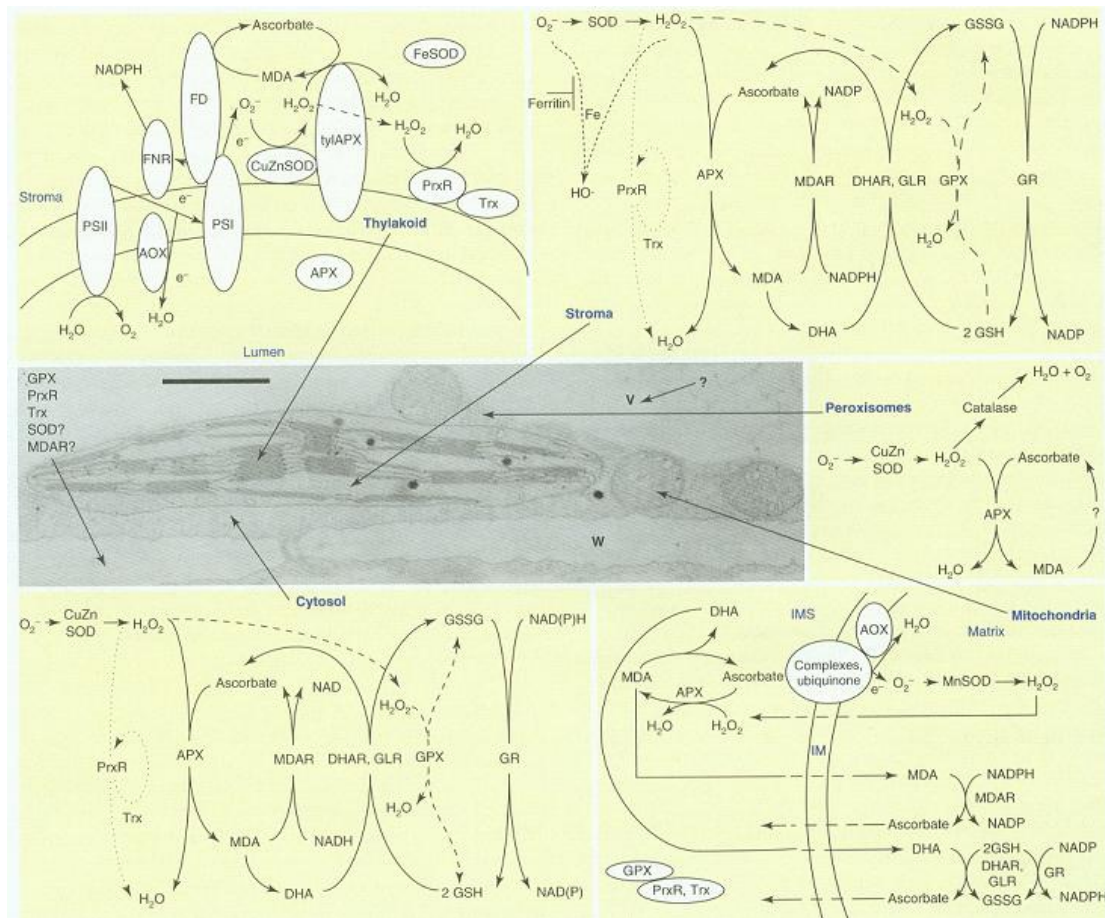 Ascorbate
FeSOD
NADPH
MDA
FD
O₂⁻
H₂O₂
H₂O
tylAPX
H₂O₂
H₂O
e⁻
FNR
CuZnSOD
PrxR
Trx
Stroma
e⁻
PSII
AOX
PSI
Thylakoid
e⁻
APX
H₂O
O₂
H₂O
Lumen
O₂⁻
SOD
H₂O₂
GSSG
NADPH
Ascorbate
NADP
Ferritin
Fe
H₂O₂
HO·
PrxR
APX
MDAR
DHAR, GLR
GPX
GR
H₂O
Trx
MDA
NADPH
H₂O
DHA
2 GSH
NADP
Stroma
GPX
PrxR
Trx
SOD?
MDAR?
V
?
W
Peroxisomes
H₂O + O₂
Catalase
O₂⁻
CuZn
SOD
H₂O₂
Ascorbate
APX
?
H₂O
MDA
Cytosol
Mitochondria
O₂⁻
CuZn
SOD
H₂O₂
GSSG
NAD(P)H
Ascorbate
NAD
H₂O₂
PrxR
APX
MDAR
DHAR, GLR
GPX
GR
H₂O
Trx
MDA
NADH
H₂O
DHA
2 GSH
NAD(P)
DHA
IMS
AOX
H₂O
Matrix
MDA
Ascorbate
Complexes,
ubiquinone
APX
e⁻
O₂⁻
MnSOD
H₂O₂
H₂O
H₂O₂
IM
MDA
NADPH
MDAR
Ascorbate
NADP
DHA
2GSH
NADP
DHAR,
GLR
GR
GPX
PrxR, Trx
Ascorbate
GSSG
NADPH